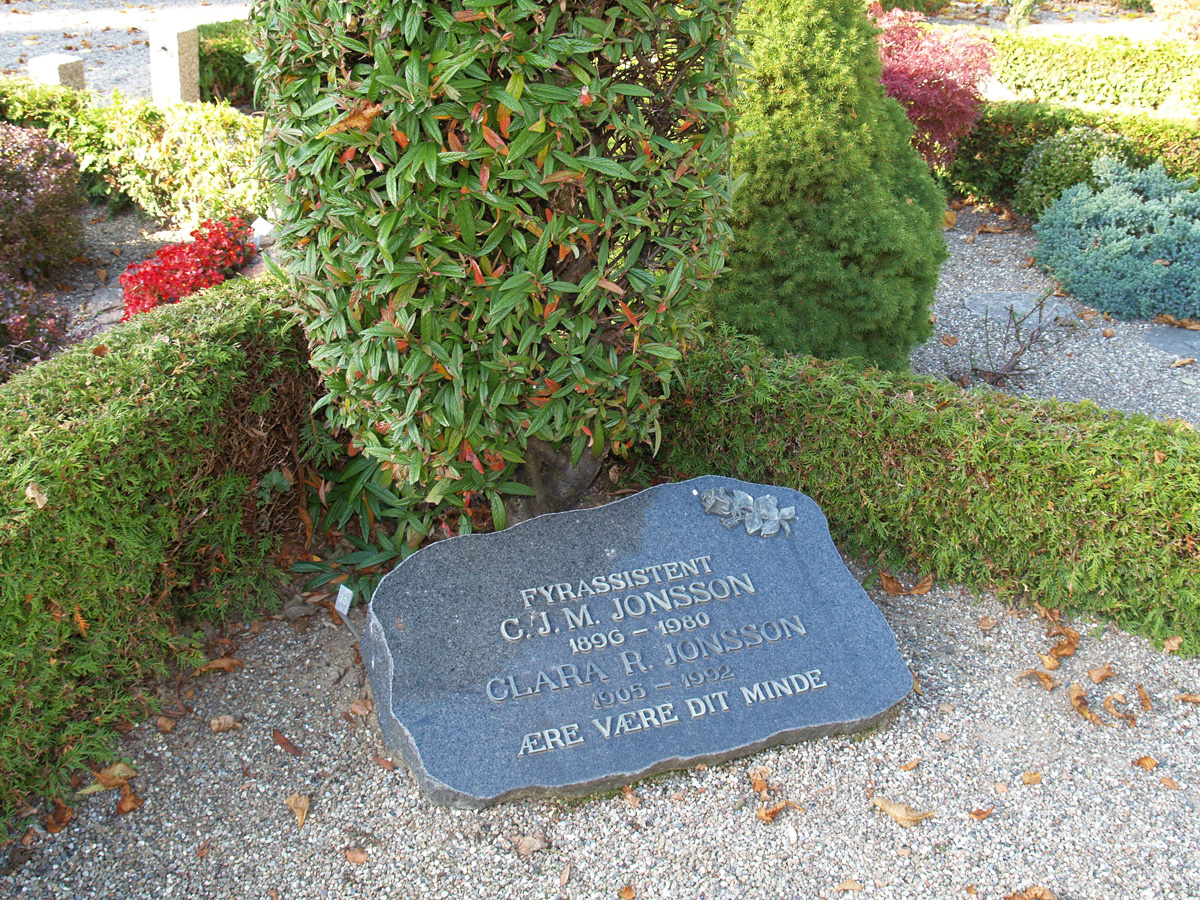 FYRASSISTENT
C. J. M. JONSSON
1896 - 1980
CLARA R. JONSSON
1905 - 1992
ÆRE VÆRE DIT MINDE